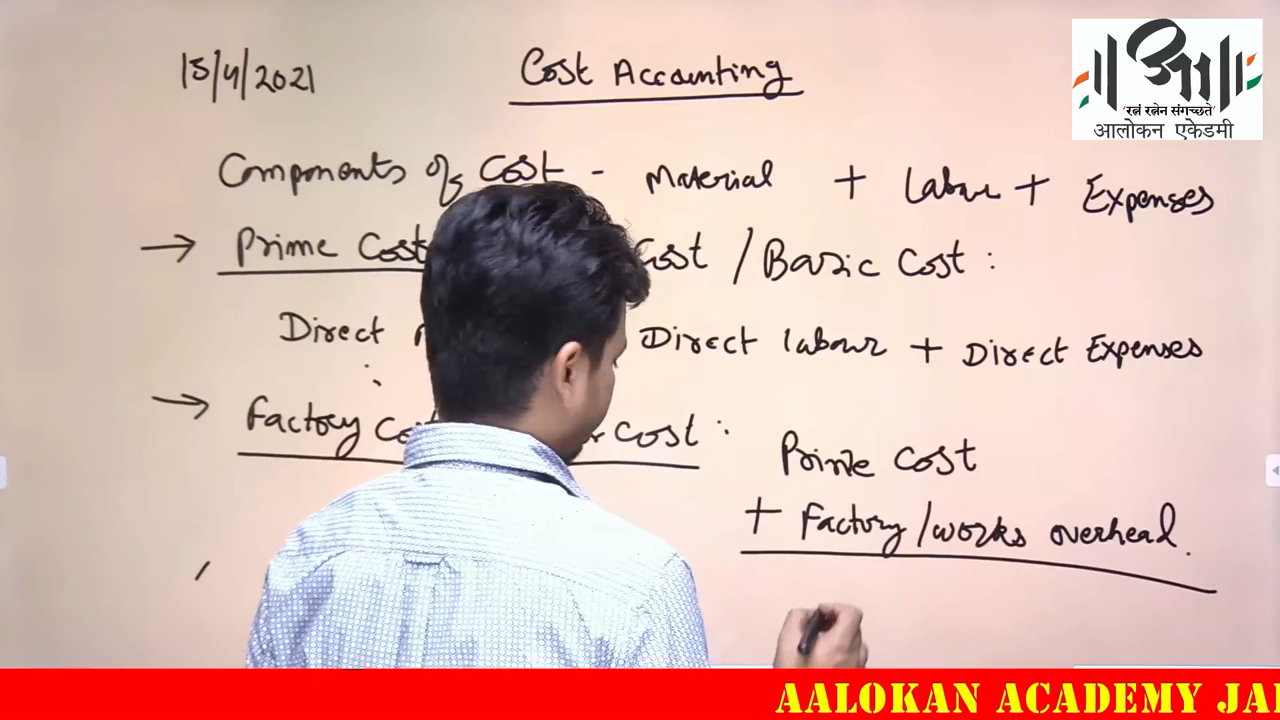 15/4/2021
Cost Accounting
Components of Cost - Material + Labour + Expenses
→ Prime Cost Cost / Basic Cost :
Direct Direct labour + Direct Expenses
→ Factory Cost :
Prime Cost
+ Factory/works overhead.
आ
'रत्नं रत्नेन संगच्छते'
आलोकन एकेडमी
AALOKAN ACADEMY JAI